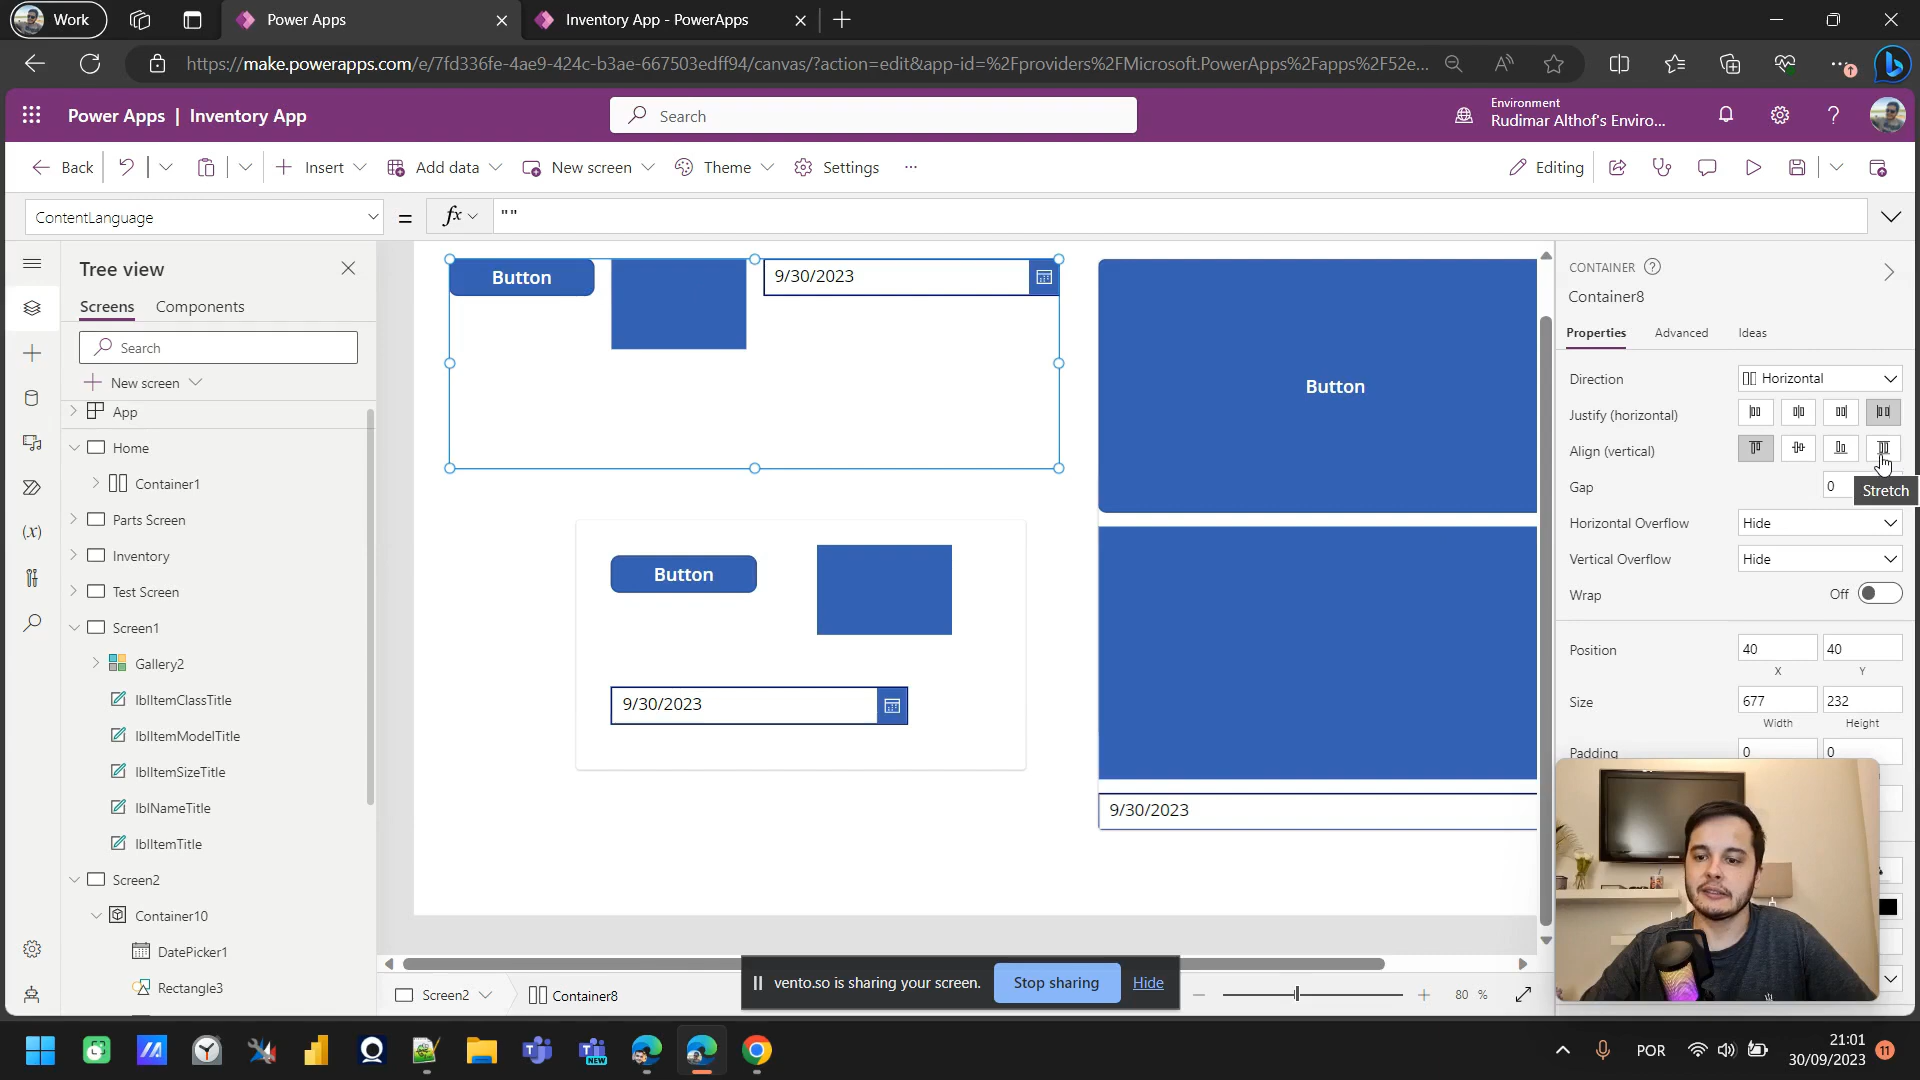 Work
Power Apps
Inventory App - PowerApps
https://make.powerapps.com/e/7fd336fe-4ae9-424c-b3ae-667503edff94/canvas/?action=edit&app-id=%2Fproviders%2FMicrosoft.PowerApps%2Fapps%2F52e...
Power Apps | Inventory App
Search
Environment
Rudimar Althof's Enviro...
Back
Insert
Add data
New screen
Theme
Settings
Editing
ContentLanguage
=
fx
""
Tree view
Screens
Components
Search
New screen
App
Home
Container1
Parts Screen
Inventory
Test Screen
Screen1
Gallery2
lblItemClassTitle
lblItemModelTitle
lblItemSizeTitle
lblNameTitle
lblItemTitle
Screen2
Container10
DatePicker1
Rectangle3
Button
9/30/2023
Button
Button
9/30/2023
9/30/2023
CONTAINER
Container8
Properties
Advanced
Ideas
Direction
Horizontal
Justify (horizontal)
Align (vertical)
Gap
0
Stretch
Horizontal Overflow
Hide
Vertical Overflow
Hide
Wrap
Off
Position
40
40
X
Y
Size
677
232
Width
Height
Padding
0
0
Screen2
Container8
vento.so is sharing your screen.
Stop sharing
Hide
80 %
NEW
POR
21:01
30/09/2023
11